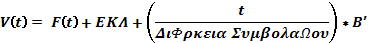 V(t) = F(t) + ΕΚΛ + (t / ΔιΦρκεια ΣυμβολαΩου) * B′